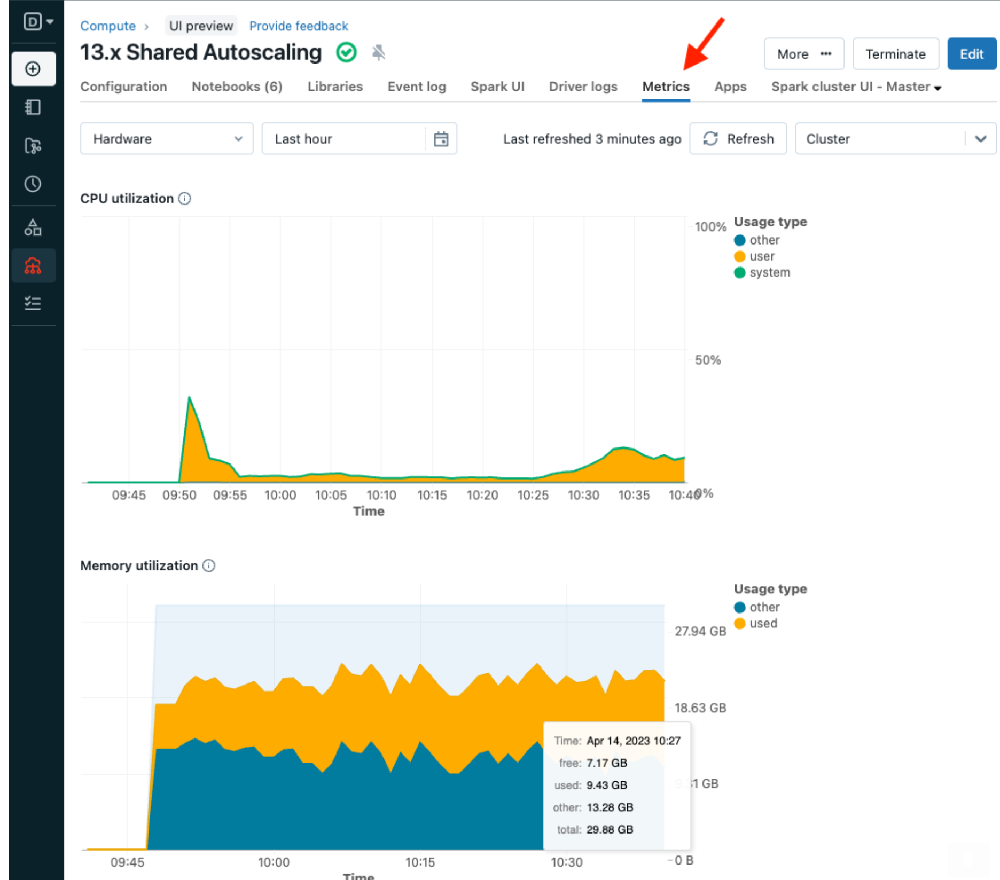 D
Compute › UI preview Provide feedback
13.x Shared Autoscaling
More ••• Terminate Edit
Configuration Notebooks (6) Libraries Event log Spark UI Driver logs Metrics Apps Spark cluster UI - Master
Hardware Last hour Last refreshed 3 minutes ago Refresh Cluster
CPU utilization
100%
50%
0%
Usage type
other
user
system
09:45 09:50 09:55 10:00 10:05 10:10 10:15 10:20 10:25 10:30 10:35 10:40
Time
Memory utilization
Usage type
other
used
27.94 GB
18.63 GB
Time: Apr 14, 2023 10:27
free: 7.17 GB
used: 9.43 GB
other: 13.28 GB
total: 29.88 GB
0 B
09:45 10:00 10:15 10:30
Time